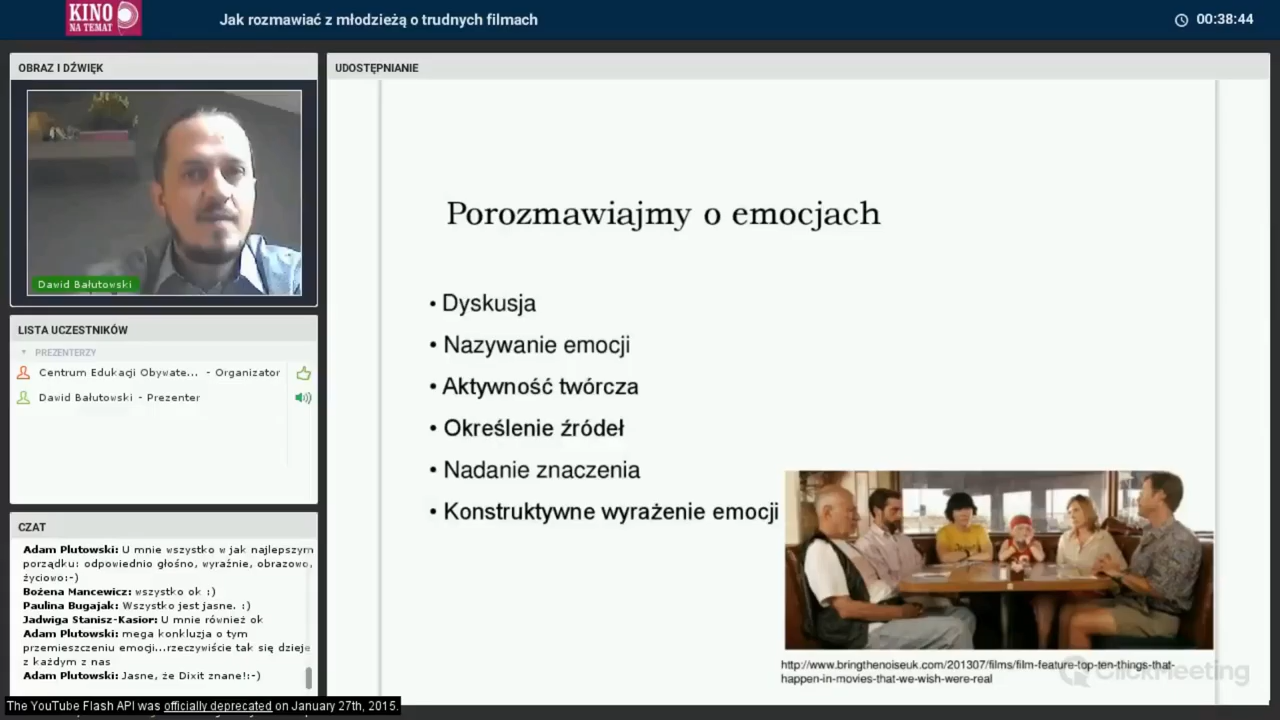 KINO
NA TEMAT
Jak rozmawiać z młodzieżą o trudnych filmach
00:38:44
OBRAZ I DŹWIĘK
Dawid Bałutowski
LISTA UCZESTNIKÓW
PREZENTERZY
Centrum Edukacji Obywate... - Organizator
Dawid Bałutowski - Prezenter
CZAT
Adam Plutowski: U mnie wszystko w jak najlepszym
porządku: odpowiednio głośno, wyraźnie, obrazowo,
życiowo:-)
Bożena Mancewicz: wszystko ok :)
Paulina Bugajak: Wszystko jest jasne. :)
Jadwiga Stanisz-Kasior: U mnie również ok
Adam Plutowski: mega konkluzja o tym
przemieszczeniu emocji...rzeczywiście tak się dzieje
z każdym z nas
Adam Plutowski: Jasne, że Dixit znane!:-)
The YouTube Flash API was officially deprecated on January 27th, 2015.
UDOSTĘPNIANIE
Porozmawiajmy o emocjach
• Dyskusja
• Nazywanie emocji
• Aktywność twórcza
• Określenie źródeł
• Nadanie znaczenia
• Konstruktywne wyrażenie emocji
http://www.bringthenoiseuk.com/201307/films/film-feature-top-ten-things-that-
happen-in-movies-that-we-wish-were-real
ClickMeeting